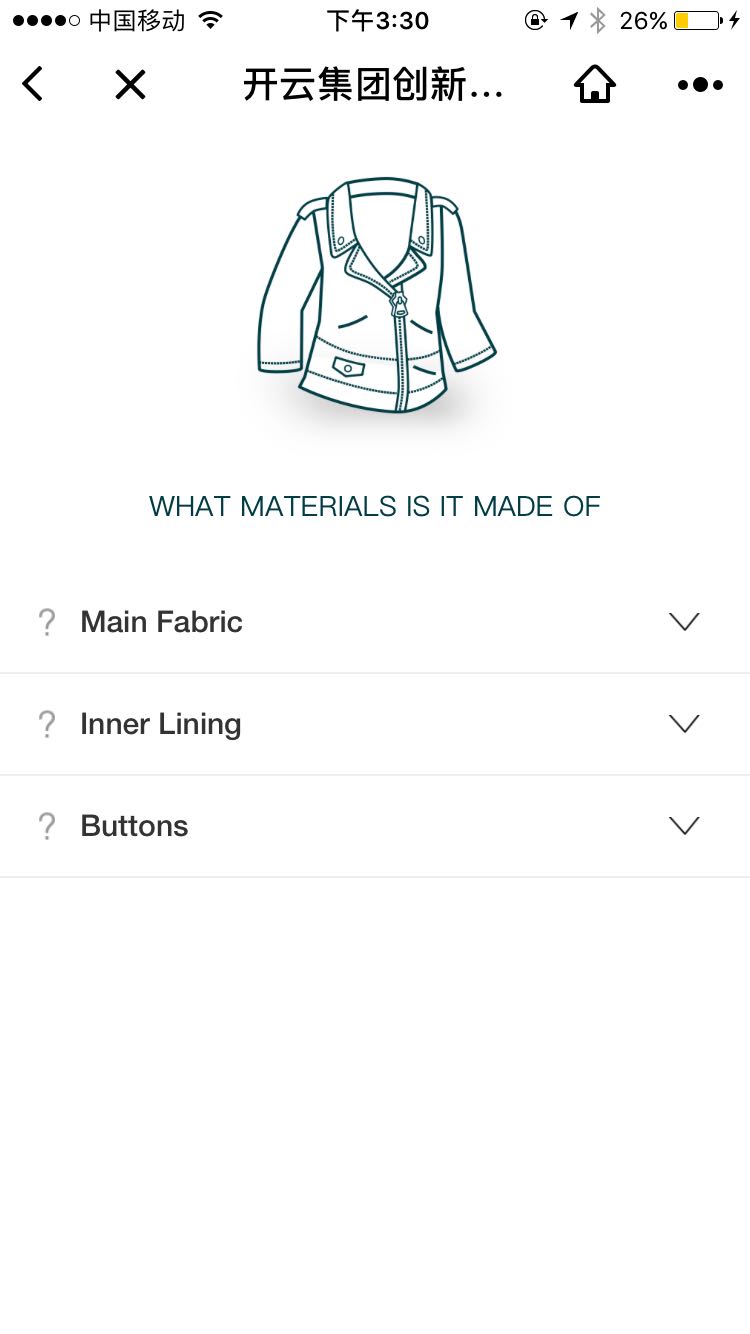 中国移动 下午3:30 26%
开云集团创新...
WHAT MATERIALS IS IT MADE OF
? Main Fabric
? Inner Lining
? Buttons